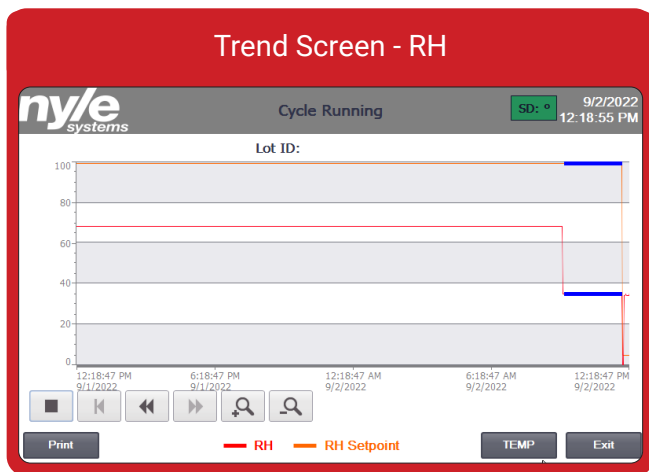 Trend Screen - RH
nyle
systems
Cycle Running
SD: °
9/2/2022
12:18:55 PM
Lot ID:
100
80
60
40
20
0
12:18:47 PM
9/1/2022
6:18:47 PM
9/1/2022
12:18:47 AM
9/2/2022
6:18:47 AM
9/2/2022
12:18:47 PM
9/2/2022
Print
RH
RH Setpoint
TEMP
Exit